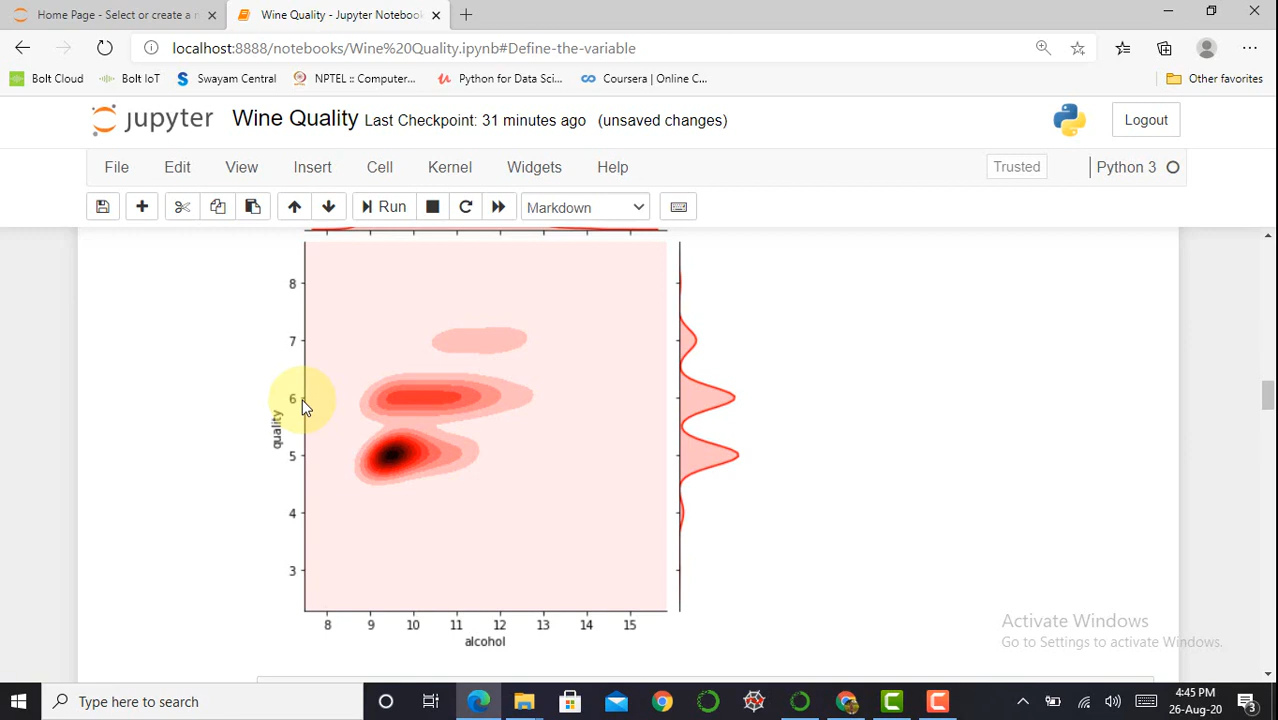 Home Page - Select or create a n
Wine Quality - Jupyter Notebook
localhost:8888/notebooks/Wine%20Quality.ipynb#Define-the-variable
Bolt Cloud
Bolt IoT
Swayam Central
NPTEL :: Computer...
Python for Data Sci...
Coursera | Online C...
Other favorites
jupyter Wine Quality Last Checkpoint: 31 minutes ago (unsaved changes)
Logout
File Edit View Insert Cell Kernel Widgets Help
Trusted
Python 3
Run
Markdown
8
7
6
5
4
3
quality
8 9 10 11 12 13 14 15
alcohol
Activate Windows
Go to Settings to activate Windows.
Type here to search
4:45 PM
26-Aug-20
3